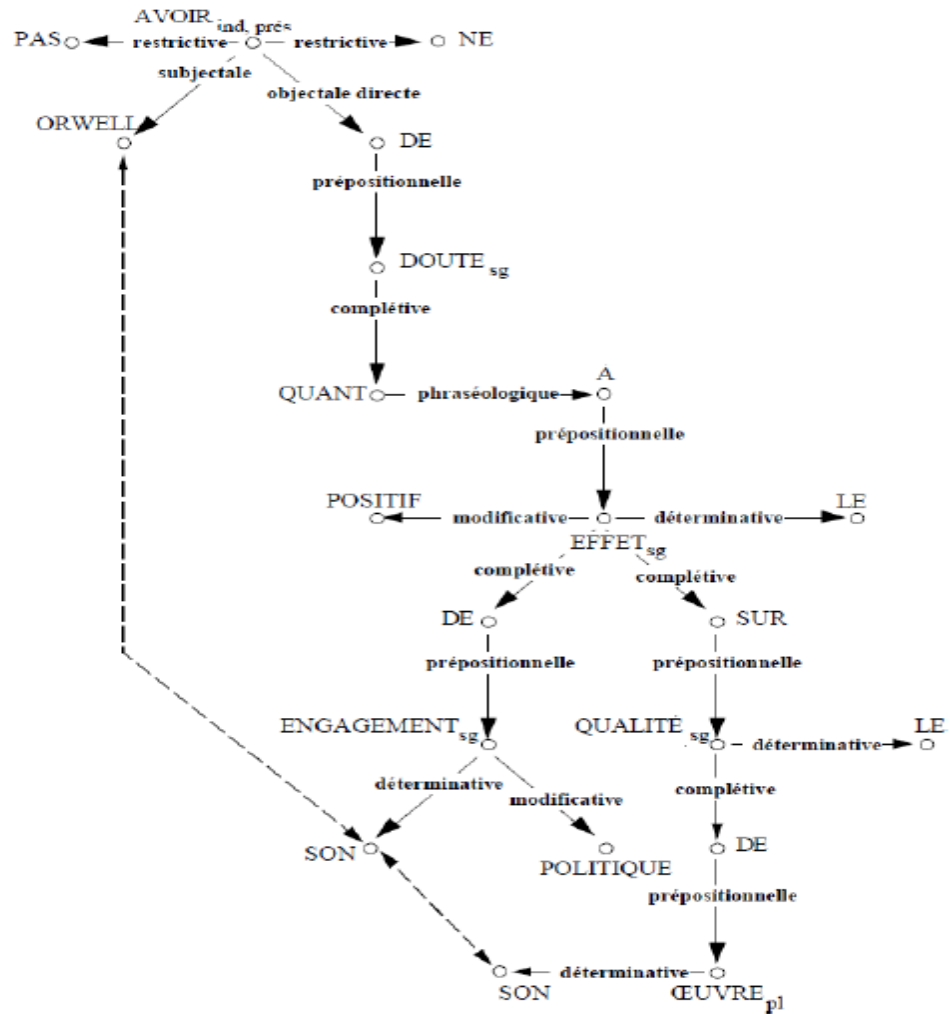 AVOIR ind, prés
PAS restrictive restrictive NE
subjectale
objectale directe
ORWELL DE
prépositionnelle
DOUTE sg
complétive
A
QUANT phraséologique
prépositionnelle
POSITIF LE
modificative déterminative
EFFET sg
complétive complétive
DE SUR
prépositionnelle prépositionnelle
ENGAGEMENT sg QUALITÉ sg LE
déterminative
déterminative complétive
modificative
SON DE
POLITIQUE
prépositionnelle
déterminative
SON ŒUVRE pl